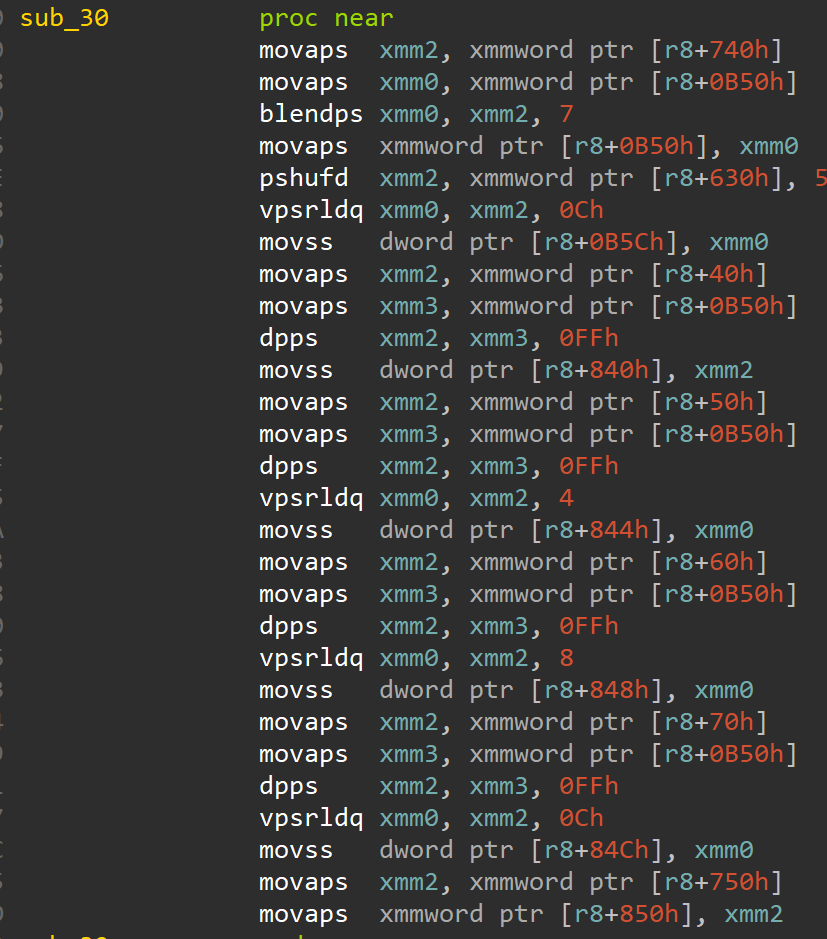 sub_30 proc near
movaps xmm2, xmmword ptr [r8+740h]
movaps xmm0, xmmword ptr [r8+0B50h]
blendps xmm0, xmm2, 7
movaps xmmword ptr [r8+0B50h], xmm0
pshufd xmm2, xmmword ptr [r8+630h], 5
vpsrldq xmm0, xmm2, 0Ch
movss dword ptr [r8+0B5Ch], xmm0
movaps xmm2, xmmword ptr [r8+40h]
movaps xmm3, xmmword ptr [r8+0B50h]
dpps xmm2, xmm3, 0FFh
movss dword ptr [r8+840h], xmm2
movaps xmm2, xmmword ptr [r8+50h]
movaps xmm3, xmmword ptr [r8+0B50h]
dpps xmm2, xmm3, 0FFh
vpsrldq xmm0, xmm2, 4
movss dword ptr [r8+844h], xmm0
movaps xmm2, xmmword ptr [r8+60h]
movaps xmm3, xmmword ptr [r8+0B50h]
dpps xmm2, xmm3, 0FFh
vpsrldq xmm0, xmm2, 8
movss dword ptr [r8+848h], xmm0
movaps xmm2, xmmword ptr [r8+70h]
movaps xmm3, xmmword ptr [r8+0B50h]
dpps xmm2, xmm3, 0FFh
vpsrldq xmm0, xmm2, 0Ch
movss dword ptr [r8+84Ch], xmm0
movaps xmm2, xmmword ptr [r8+750h]
movaps xmmword ptr [r8+850h], xmm2